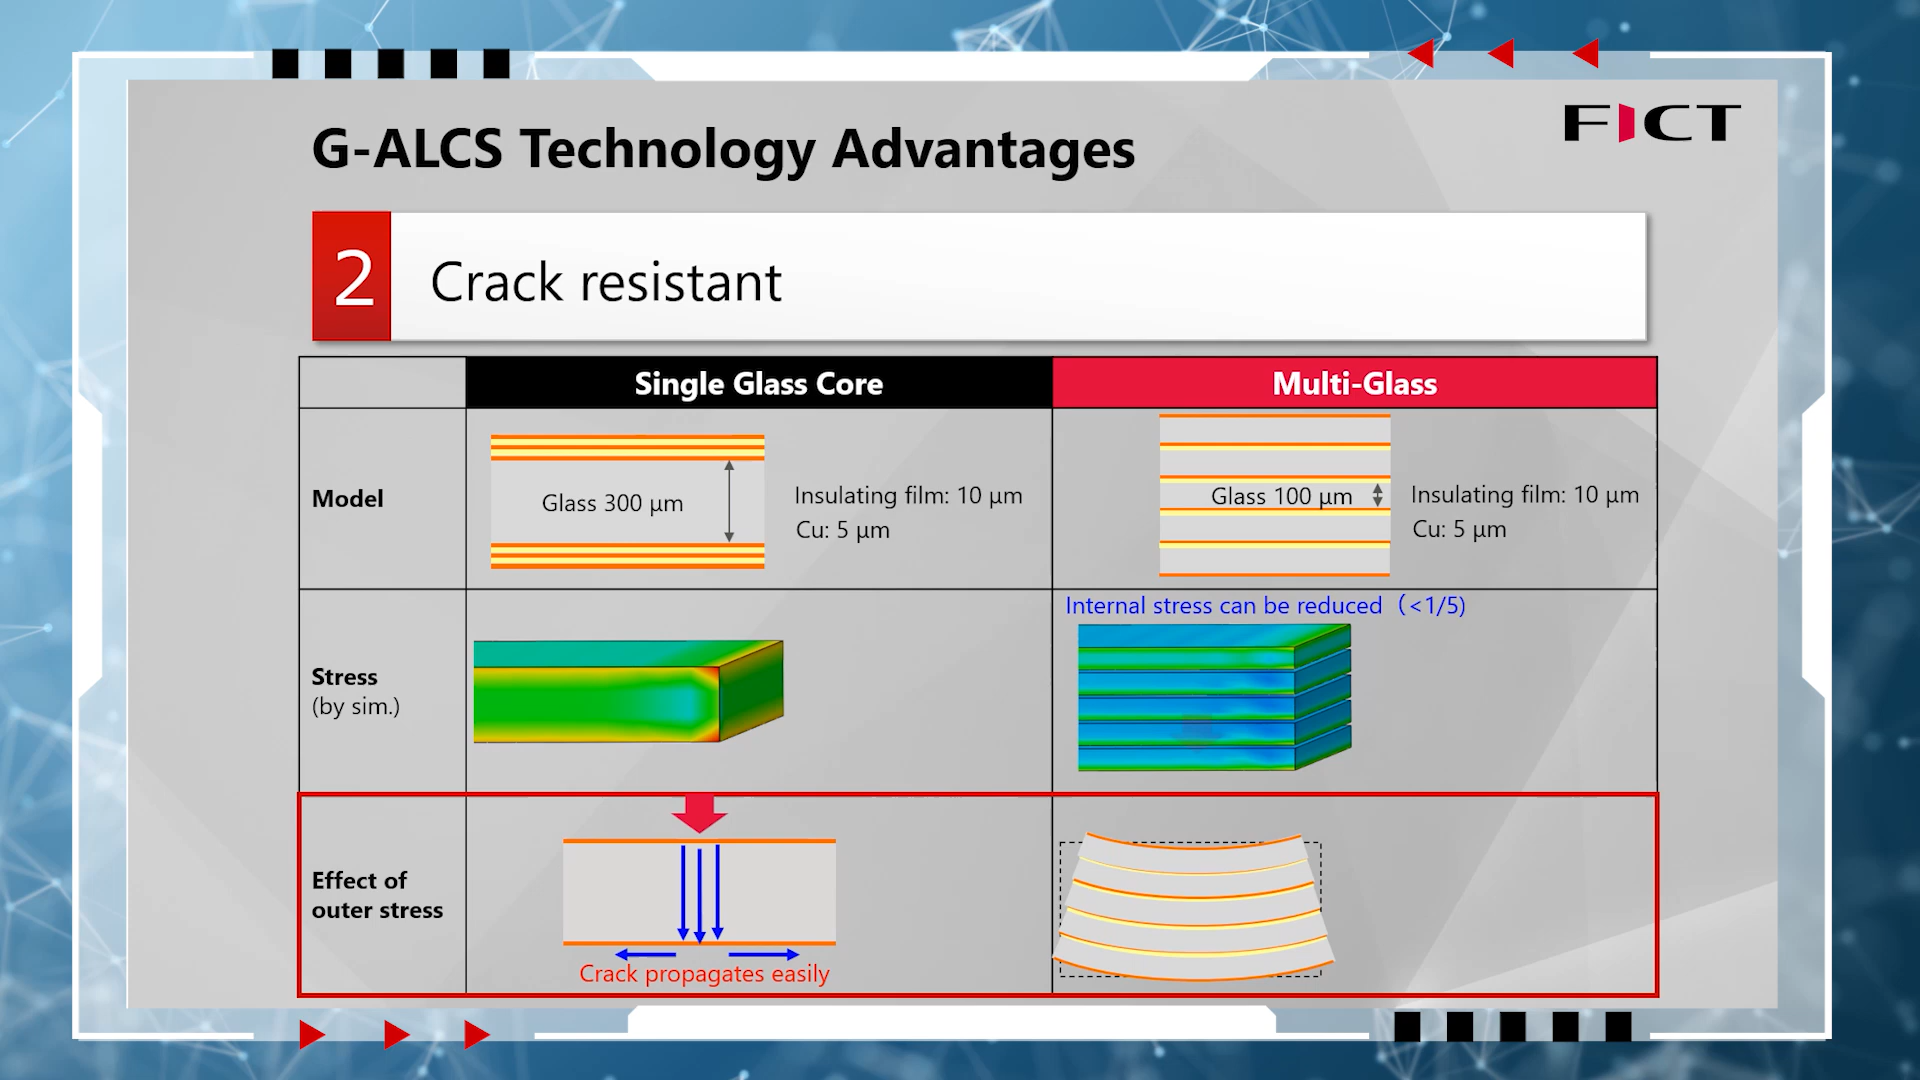 FICT
G-ALCS Technology Advantages
2
Crack resistant
Single Glass Core
Multi-Glass
Model
Glass 300 µm
Insulating film: 10 µm
Cu: 5 µm
Glass 100 µm
Insulating film: 10 µm
Cu: 5 µm
Stress
(by sim.)
Internal stress can be reduced（<1/5)
Effect of
outer stress
Crack propagates easily